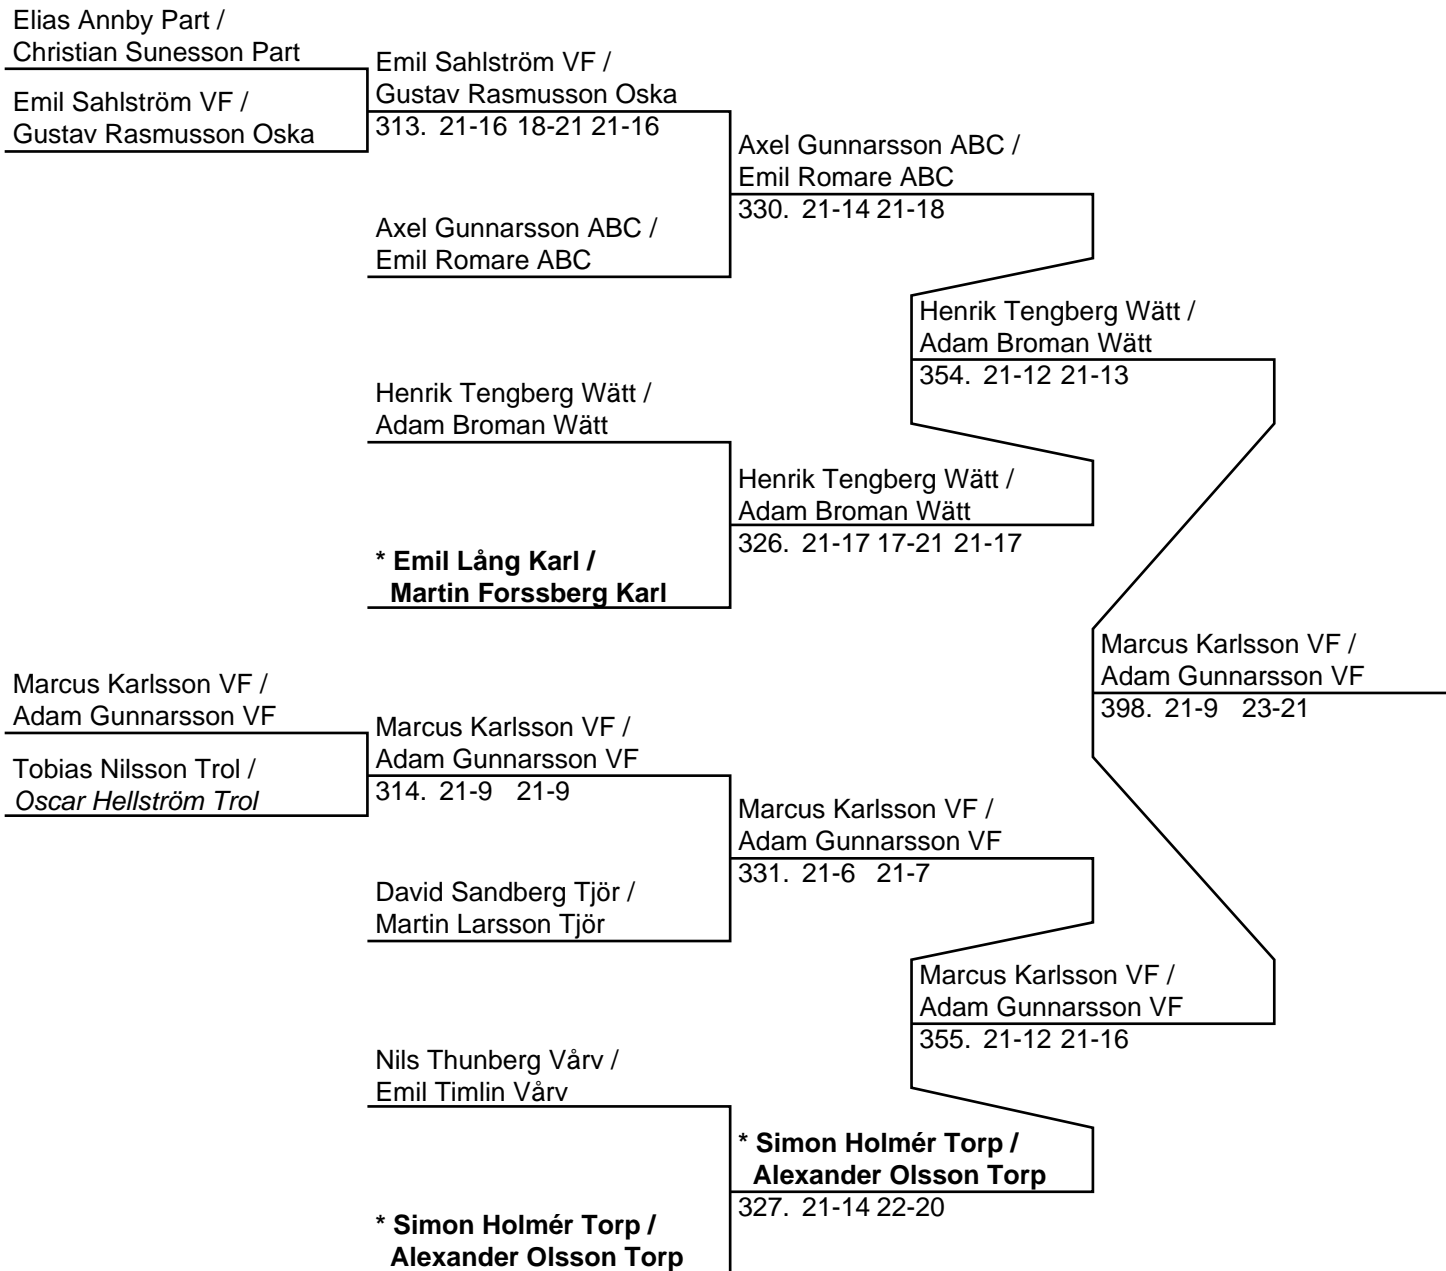 Elias Annby Part /
Christian Sunesson Part
Emil Sahlström VF /
Gustav Rasmusson Oska
Emil Sahlström VF /
Gustav Rasmusson Oska
313. 21-16 18-21 21-16
Axel Gunnarsson ABC /
Emil Romare ABC
Axel Gunnarsson ABC /
Emil Romare ABC
330. 21-14 21-18
Henrik Tengberg Wätt /
Adam Broman Wätt
354. 21-12 21-13
Henrik Tengberg Wätt /
Adam Broman Wätt
Henrik Tengberg Wätt /
Adam Broman Wätt
326. 21-17 17-21 21-17
* Emil Lång Karl /
Martin Forssberg Karl
Marcus Karlsson VF /
Adam Gunnarsson VF
398. 21-9 23-21
Marcus Karlsson VF /
Adam Gunnarsson VF
Tobias Nilsson Trol /
Oscar Hellström Trol
Marcus Karlsson VF /
Adam Gunnarsson VF
314. 21-9 21-9
Marcus Karlsson VF /
Adam Gunnarsson VF
331. 21-6 21-7
David Sandberg Tjör /
Martin Larsson Tjör
Marcus Karlsson VF /
Adam Gunnarsson VF
355. 21-12 21-16
Nils Thunberg Vårv /
Emil Timlin Vårv
* Simon Holmér Torp /
Alexander Olsson Torp
327. 21-14 22-20
* Simon Holmér Torp /
Alexander Olsson Torp